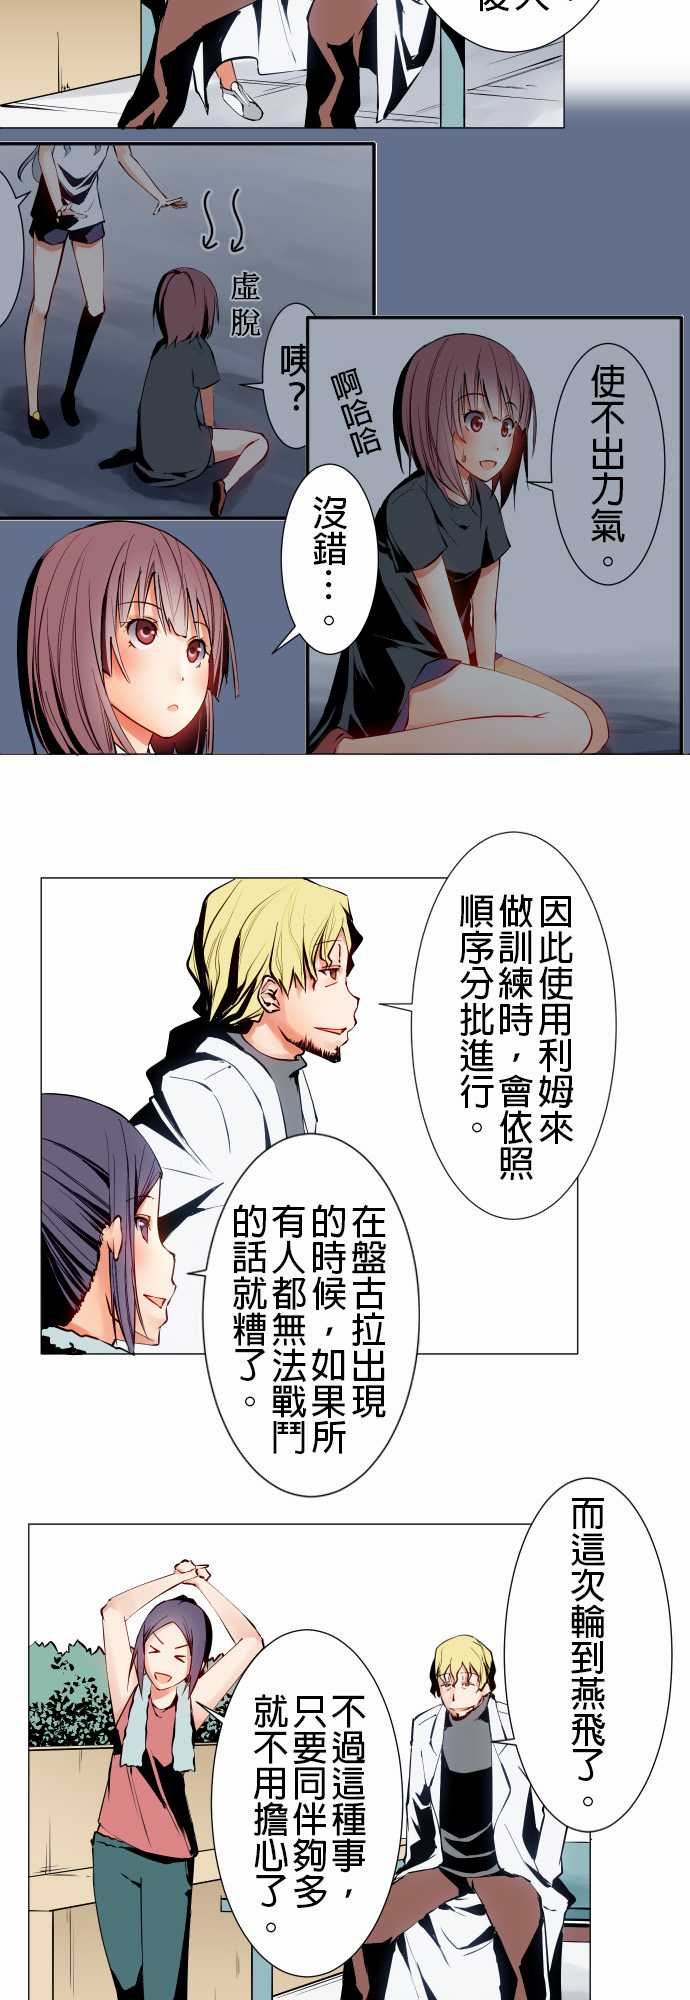 虛脫
咦?
使不出力氣。
啊哈哈
沒錯…。
因此使用利姆來
做訓練時，會依照
順序分批進行。
在盤古拉出現
的時候，如果所
有人都無法戰鬥
的話就糟了。
而這次輪到燕飛了。
不過這種事，
只要同伴夠多
就不用擔心了。